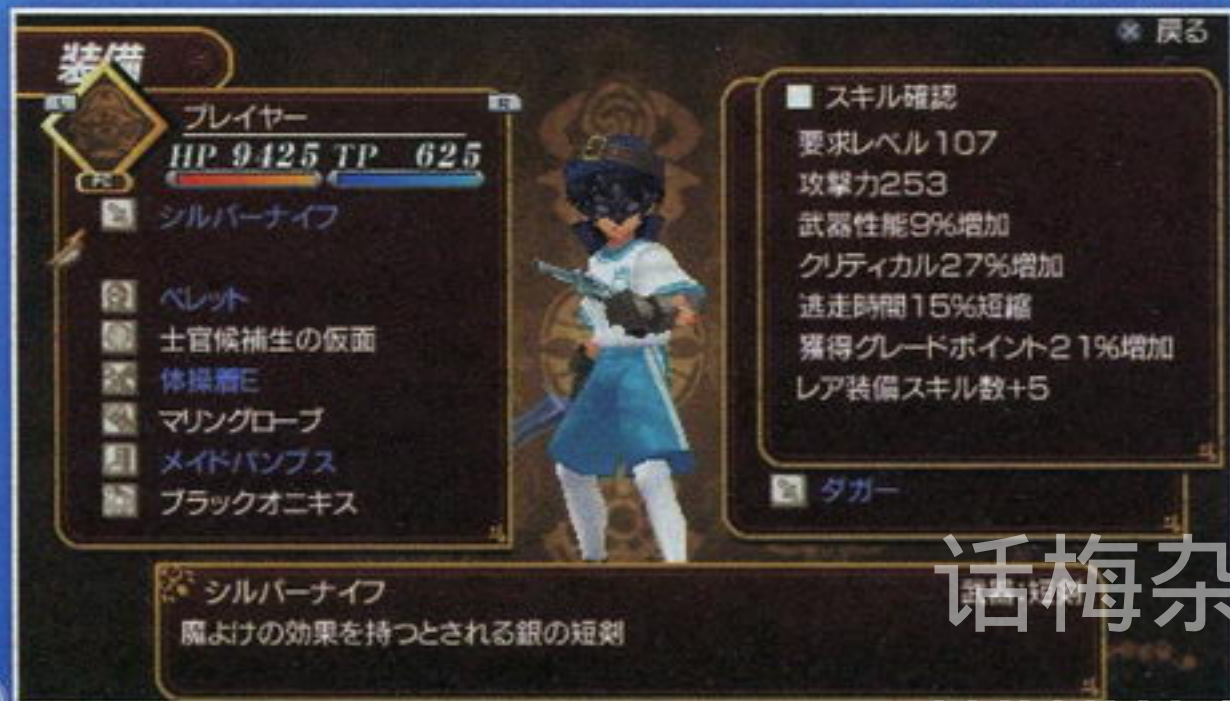 装備
戻る
プレイヤー
HP 9425 TP 625
PC
シルバーナイフ
ベレット
士官候補生の仮面
体操着E
マリングローブ
メイドパンプス
ブラックオニキス
スキル確認
要求レベル107
攻撃力253
武器性能9%増加
クリティカル27%増加
逃走時間15%短縮
獲得グレードポイント21%増加
レア装備スキル数+5
ダガー
シルバーナイフ
武器:短剣
魔よけの効果を持つとされる銀の短剣
话梅杂